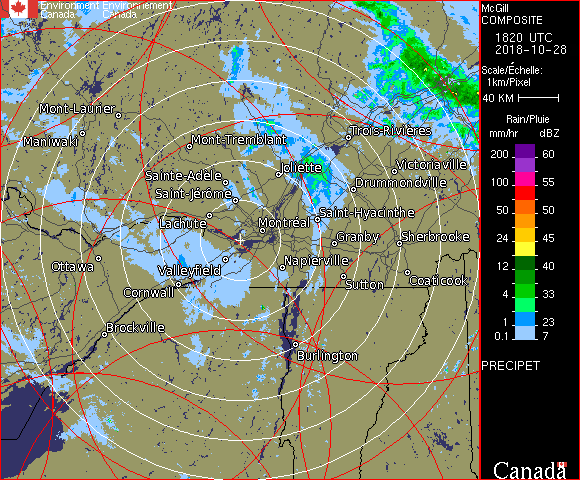 Environment Environnement
Canada Canada
McGill
COMPOSITE
1820 UTC
2018-10-28
Scale/Échelle:
1km/Pixel
40 KM
Rain/Pluie
mm/hr dBZ
200 60
100 55
50 50
24 45
12 40
4 33
1 23
0.1 7
PRECIPET
Canada
Mont-Laurier
Maniwaki
Mont-Tremblant
Trois-Rivières
Sainte-Adèle
Joliette
Victoriaville
Saint-Jérôme
Drummondville
Lachute
Montréal
Saint-Hyacinthe
Ottawa
Valleyfield
Granby
Sherbrooke
Napierville
Cornwall
Sutton
Coaticook
Brockville
Burlington